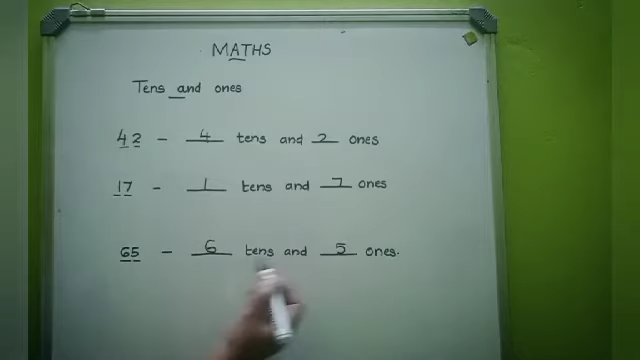 MATHS
Tens and ones
42 - 4 tens and 2 ones
17 - 1 tens and 7 ones
65 - 6 tens and 5 ones.